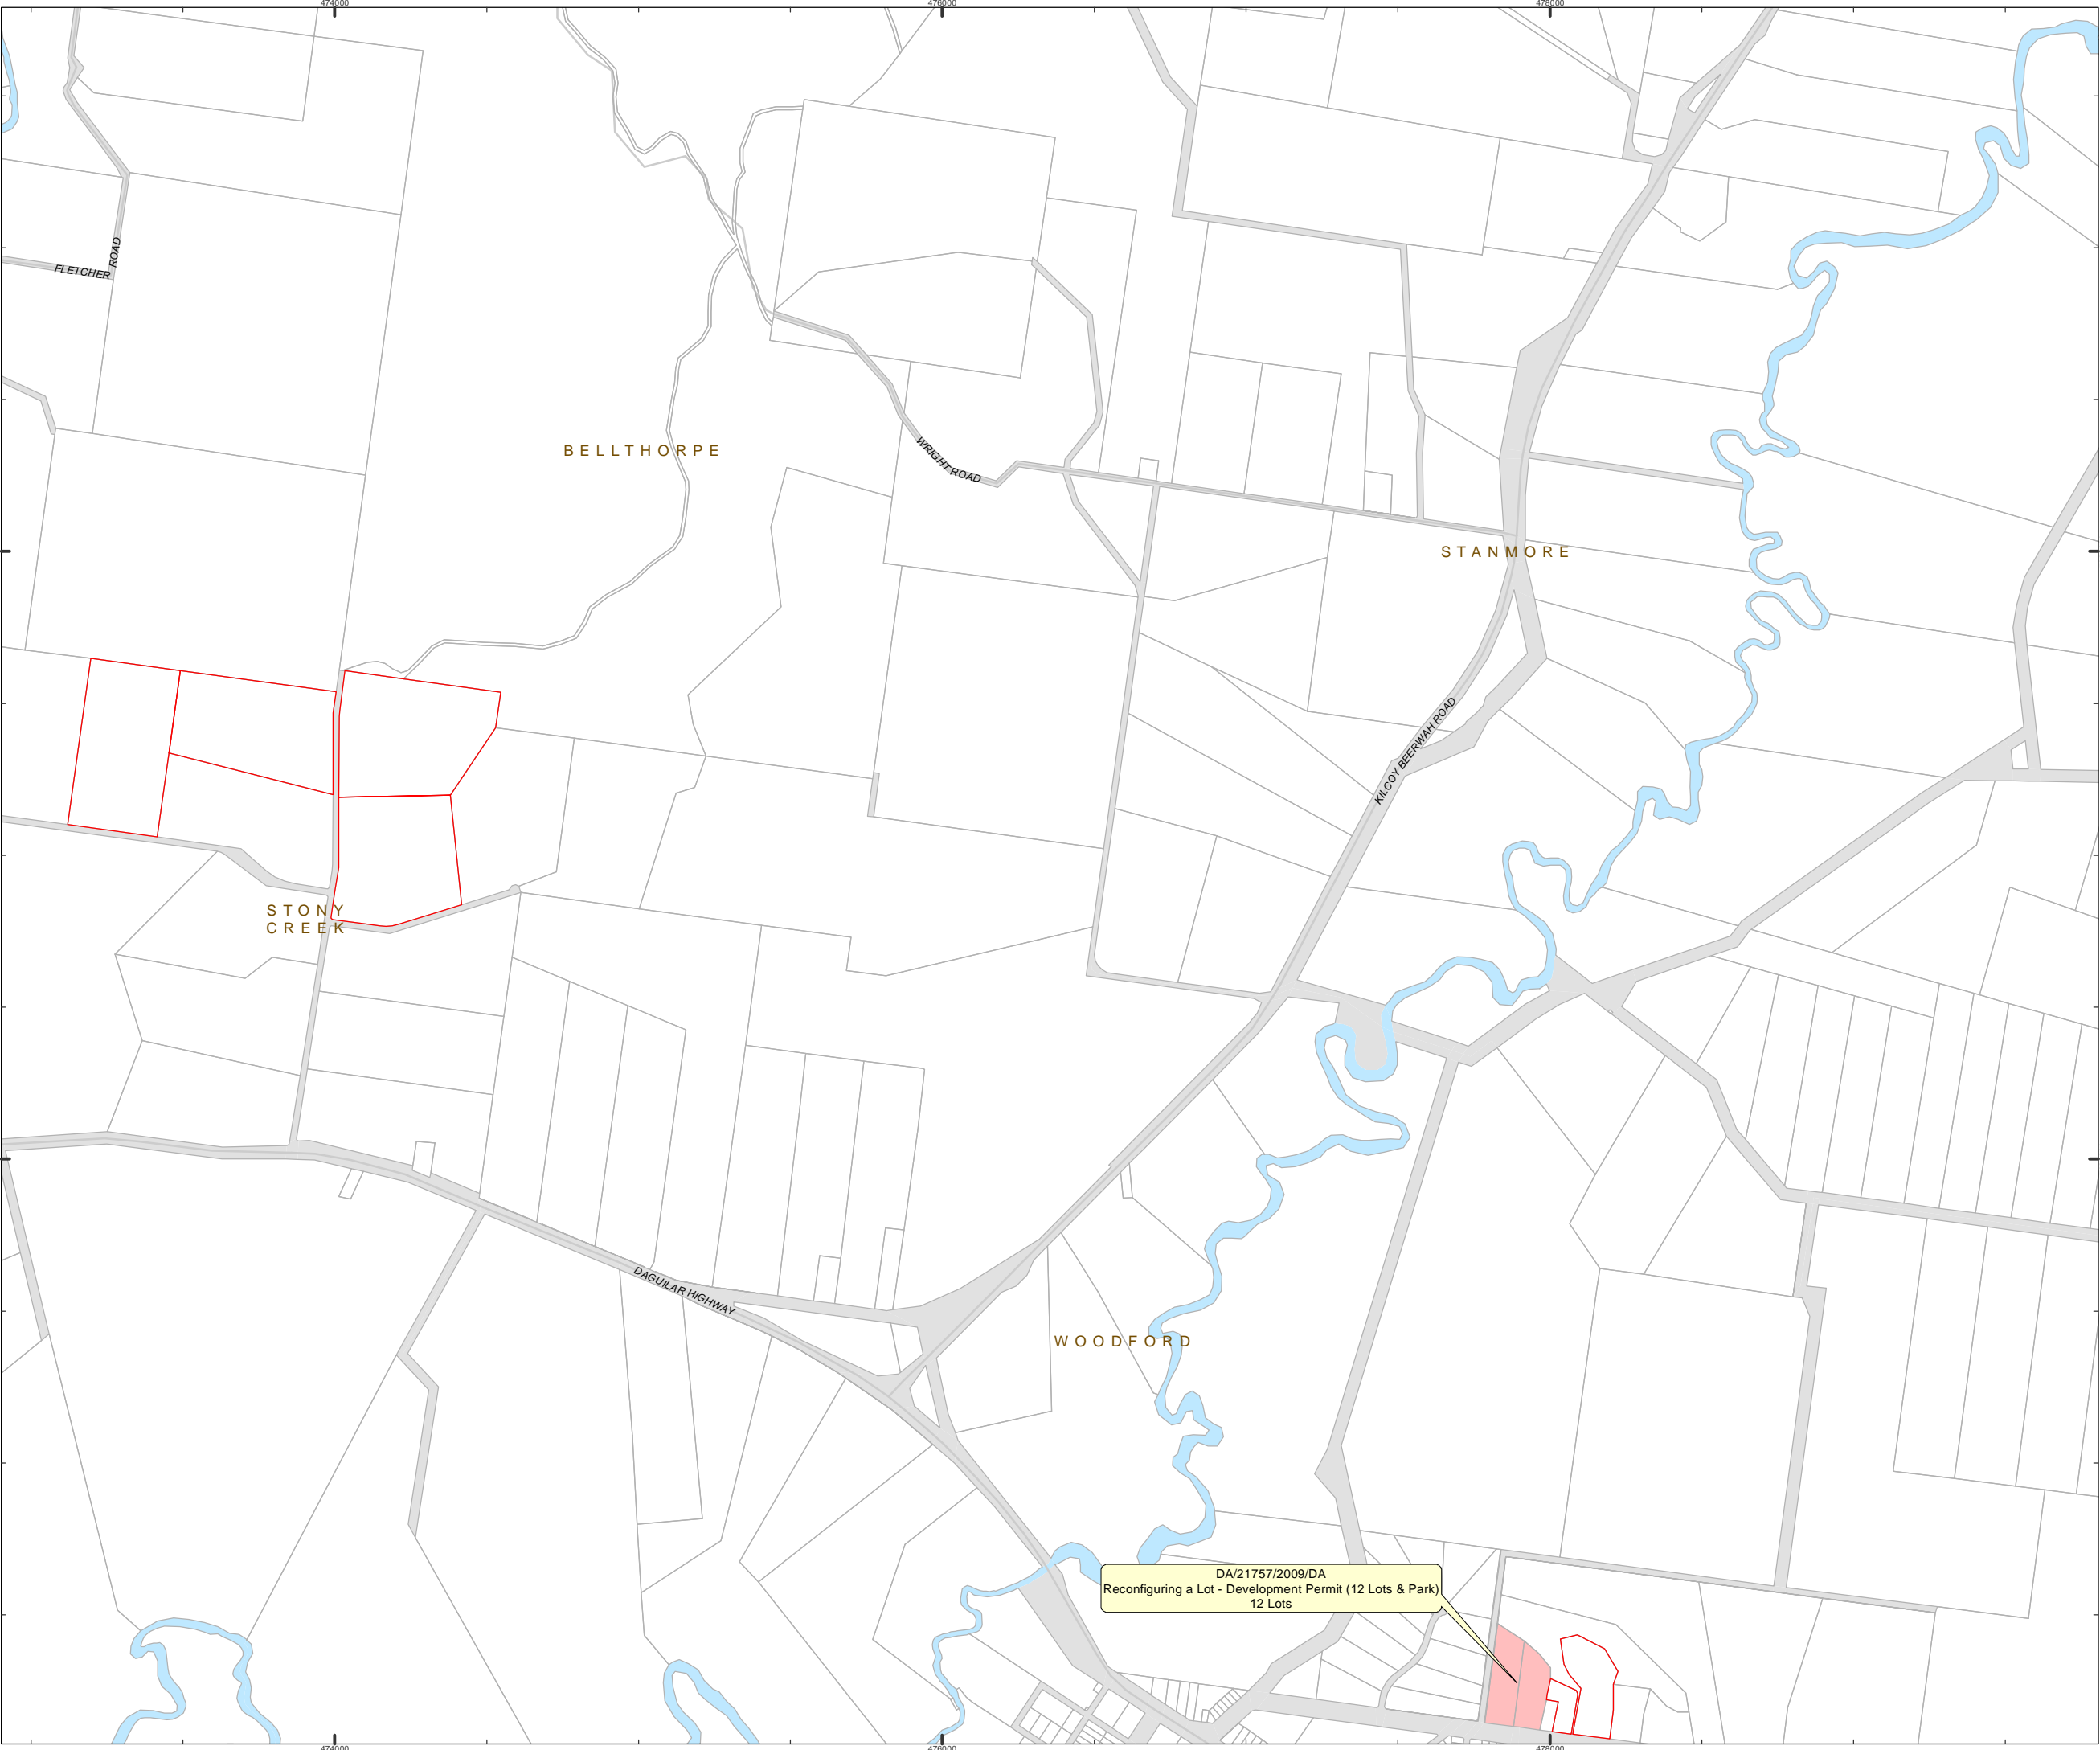 474000
476000
478000
FLETCHER ROAD
BELLTHORPE
WRIGHT ROAD
STANMORE
KILCOY BEERWAH ROAD
STONY
CREEK
DAGUILAR HIGHWAY
WOODFORD
DA/21757/2009/DA
Reconfiguring a Lot - Development Permit (12 Lots & Park)
12 Lots
474000
476000
478000